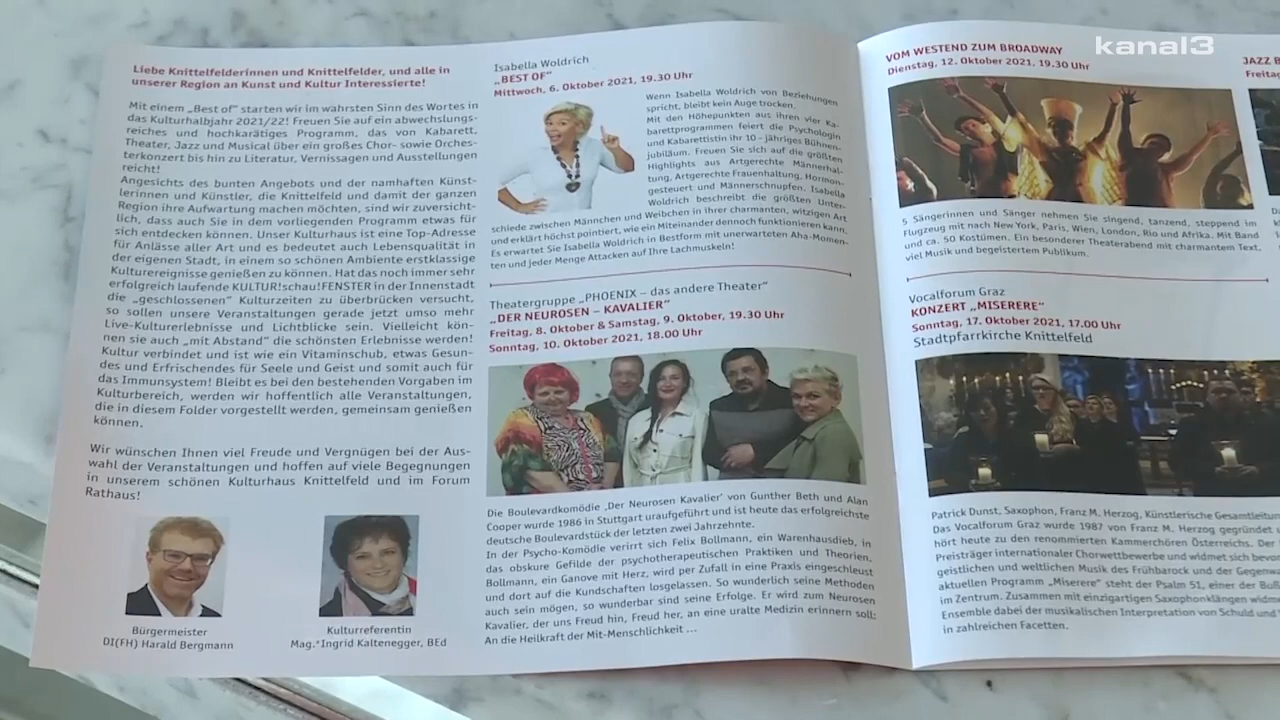 kanal3
Liebe Knittelfelderinnen und Knittelfelder, und alle in
unserer Region an Kunst und Kultur Interessierte!
Mit einem „Best of" starten wir im wahrsten Sinn des Wortes in
das Kulturhalbjahr 2021/22! Freuen Sie auf ein abwechslungs-
reiches und hochkarätiges Programm, das von Kabarett,
Theater, Jazz und Musical über ein großes Chor- sowie Orches-
terkonzert bis hin zu Literatur, Vernissagen und Ausstellungen
reicht!
Angesichts des bunten Angebots und der namhaften Künst-
lerinnen und Künstler, die Knittelfeld und damit der ganzen
Region ihre Aufwartung machen möchten, sind wir zuversicht-
lich, dass auch Sie in dem vorliegenden Programm etwas für
sich entdecken können. Unser Kulturhaus ist eine Top-Adresse
für Anlässe aller Art und es bedeutet auch Lebensqualität in
der eigenen Stadt, in einem so schönen Ambiente erstklassige
Kulturereignisse genießen zu können. Hat das noch immer sehr
erfolgreich laufende KULTUR!schau!FENSTER in der Innenstadt
die „geschlossenen" Kulturzeiten zu überbrücken versucht,
so sollen unsere Veranstaltungen gerade jetzt umso mehr
Live-Kulturerlebnisse und Lichtblicke sein. Vielleicht kön-
nen sie auch „mit Abstand" die schönsten Erlebnisse werden!
Kultur verbindet und ist wie ein Vitaminschub, etwas Gesun-
des und Erfrischendes für Seele und Geist und somit auch für
das Immunsystem! Bleibt es bei den bestehenden Vorgaben im
Kulturbereich, werden wir hoffentlich alle Veranstaltungen,
die in diesem Folder vorgestellt werden, gemeinsam genießen
können.
Wir wünschen Ihnen viel Freude und Vergnügen bei der Aus-
wahl der Veranstaltungen und hoffen auf viele Begegnungen
in unserem schönen Kulturhaus Knittelfeld und im Forum
Rathaus!
Bürgermeister
DI(FH) Harald Bergmann
Kulturreferentin
Mag.ª Ingrid Kaltenegger, BEd
Isabella Woldrich
„BEST OF"
Mittwoch, 6. Oktober 2021, 19.30 Uhr
Wenn Isabella Woldrich von Beziehungen
spricht, bleibt kein Auge trocken.
Mit den Höhepunkten aus ihren vier Ka-
barettprogrammen feiert die Psychologin
und Kabarettistin ihr 10 - jähriges Bühnen-
jubiläum. Freuen Sie sich auf die größten
Highlights aus Artgerechte Männerhal-
tung, Artgerechte Frauenhaltung, Hormon-
gesteuert und Männerschnupfen. Isabella
Woldrich beschreibt die größten Unter-
schiede zwischen Männchen und Weibchen in ihrer charmanten, witzigen Art
und erklärt höchst pointiert, wie ein Miteinander dennoch funktionieren kann.
Es erwartet Sie Isabella Woldrich in Bestform mit unerwarteten Aha-Momen-
ten und jeder Menge Attacken auf Ihre Lachmuskeln!
Theatergruppe „PHOENIX – das andere Theater"
„DER NEUROSEN – KAVALIER"
Freitag, 8. Oktober & Samstag, 9. Oktober, 19.30 Uhr
Sonntag, 10. Oktober 2021, 18.00 Uhr
Die Boulevardkomödie ‚Der Neurosen Kavalier' von Gunther Beth und Alan
Cooper wurde 1986 in Stuttgart uraufgeführt und ist heute das erfolgreichste
deutsche Boulevardstück der letzten zwei Jahrzehnte.
In der Psycho-Komödie verirrt sich Felix Bollmann, ein Warenhausdieb, in
das obskure Gefilde der psychotherapeutischen Praktiken und Theorien.
Bollmann, ein Ganove mit Herz, wird per Zufall in eine Praxis eingeschleust
und dort auf die Kundschaften losgelassen. So wunderlich seine Methoden
auch sein mögen, so wunderbar sind seine Erfolge. Er wird zum Neurosen
Kavalier, der uns Freud hin, Freud her, an eine uralte Medizin erinnern soll:
An die Heilkraft der Mit-Menschlichkeit ...
VOM WESTEND ZUM BROADWAY
Dienstag, 12. Oktober 2021, 19.30 Uhr
5 Sängerinnen und Sänger nehmen Sie singend, tanzend, steppend im
Flugzeug mit nach New York, Paris, Wien, London, Rio und Afrika. Mit Band
und ca. 50 Kostümen. Ein besonderer Theaterabend mit charmantem Text,
viel Musik und begeistertem Publikum.
Vocalforum Graz
KONZERT „MISERERE"
Sonntag, 17. Oktober 2021, 17.00 Uhr
Stadtpfarrkirche Knittelfeld
Patrick Dunst, Saxophon, Franz M. Herzog, Künstlerische Gesamtleitun
Das Vocalforum Graz wurde 1987 von Franz M. Herzog gegründet
hört heute zu den renommierten Kammerchören Österreichs. Der
Preisträger internationaler Chorwettbewerbe und widmet sich bevor
geistlichen und weltlichen Musik des Frühbarock und der Gegenwa
aktuellen Programm „Miserere" steht der Psalm 51, einer der Buß
im Zentrum. Zusammen mit einzigartigen Saxophonklängen widm
Ensemble dabei der musikalischen Interpretation von Schuld und
in zahlreichen Facetten.
JAZZ B
Freita